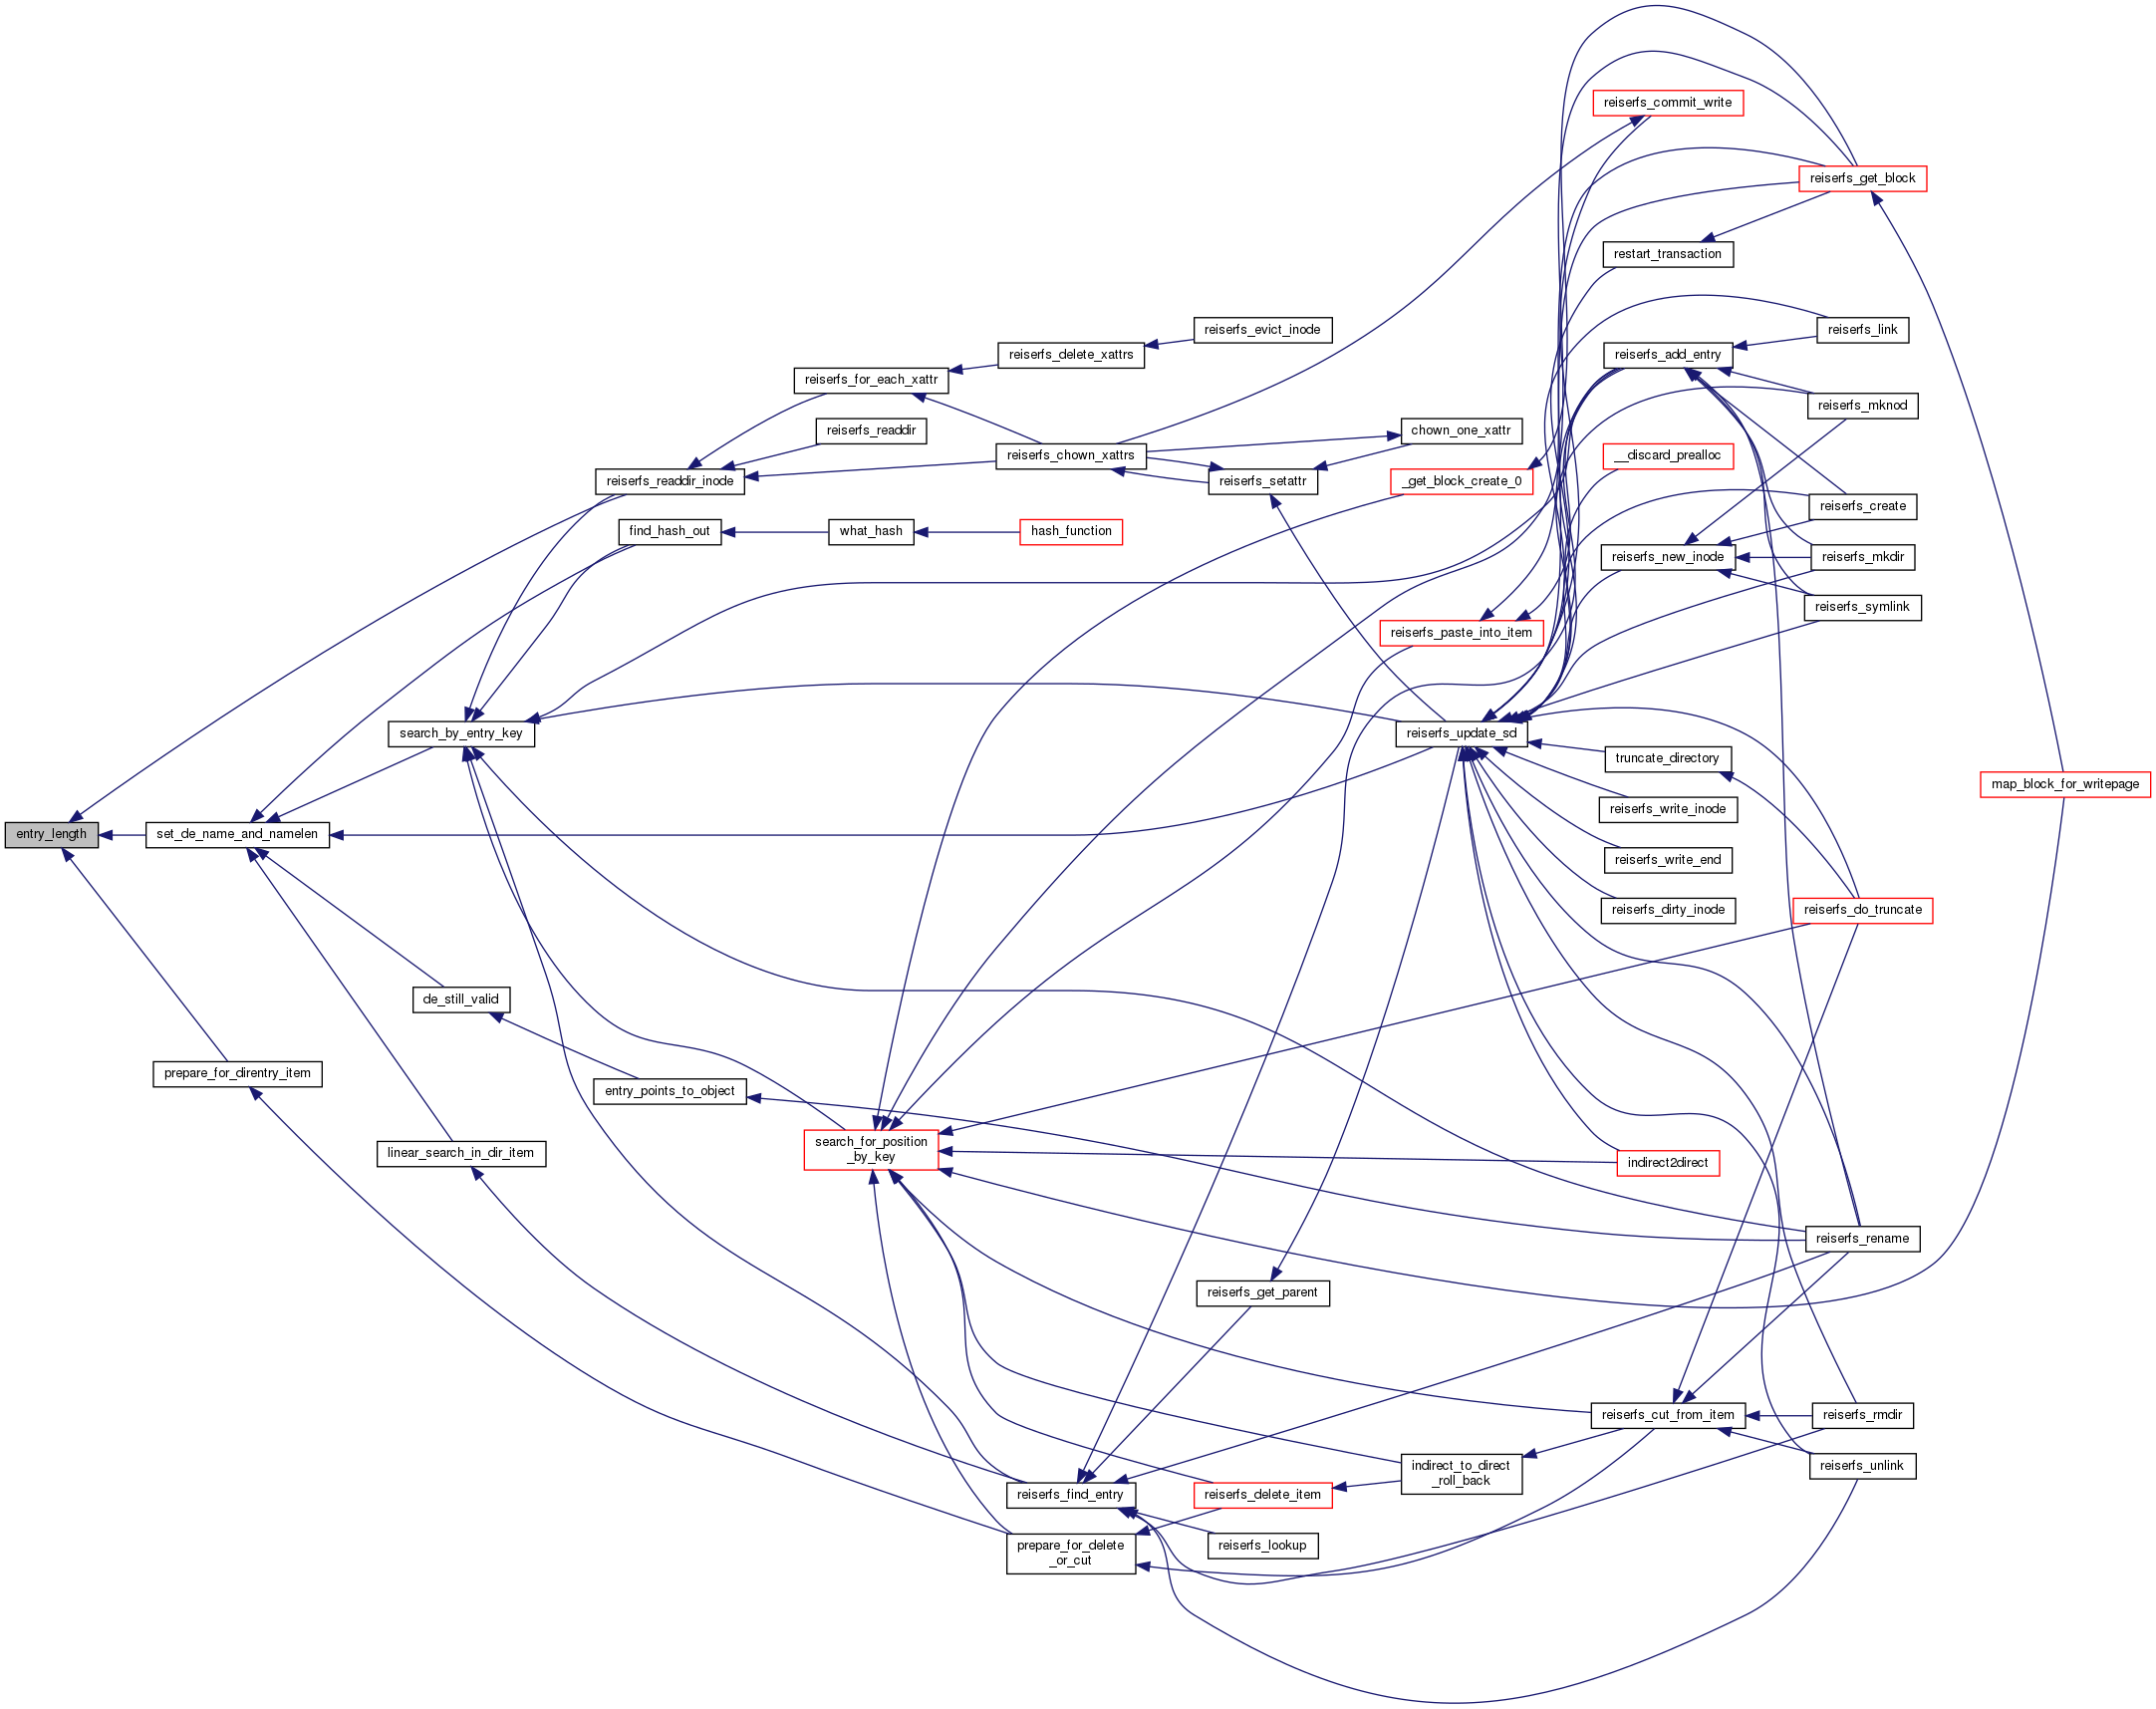 entry_length
set_de_name_and_namelen
prepare_for_direntry_item
search_by_entry_key
de_still_valid
linear_search_in_dir_item
reiserfs_readdir_inode
find_hash_out
entry_points_to_object
reiserfs_for_each_xattr
reiserfs_readdir
what_hash
search_for_position
_by_key
reiserfs_delete_xattrs
reiserfs_chown_xattrs
hash_function
reiserfs_find_entry
prepare_for_delete
_or_cut
reiserfs_evict_inode
reiserfs_setattr
reiserfs_get_parent
reiserfs_delete_item
reiserfs_lookup
chown_one_xattr
_get_block_create_0
reiserfs_paste_into_item
reiserfs_update_sd
indirect_to_direct
_roll_back
reiserfs_commit_write
restart_transaction
reiserfs_add_entry
__discard_prealloc
reiserfs_new_inode
truncate_directory
reiserfs_write_inode
reiserfs_write_end
reiserfs_dirty_inode
indirect2direct
reiserfs_cut_from_item
reiserfs_get_block
reiserfs_link
reiserfs_mknod
reiserfs_create
reiserfs_mkdir
reiserfs_symlink
reiserfs_do_truncate
reiserfs_rename
reiserfs_rmdir
reiserfs_unlink
map_block_for_writepage